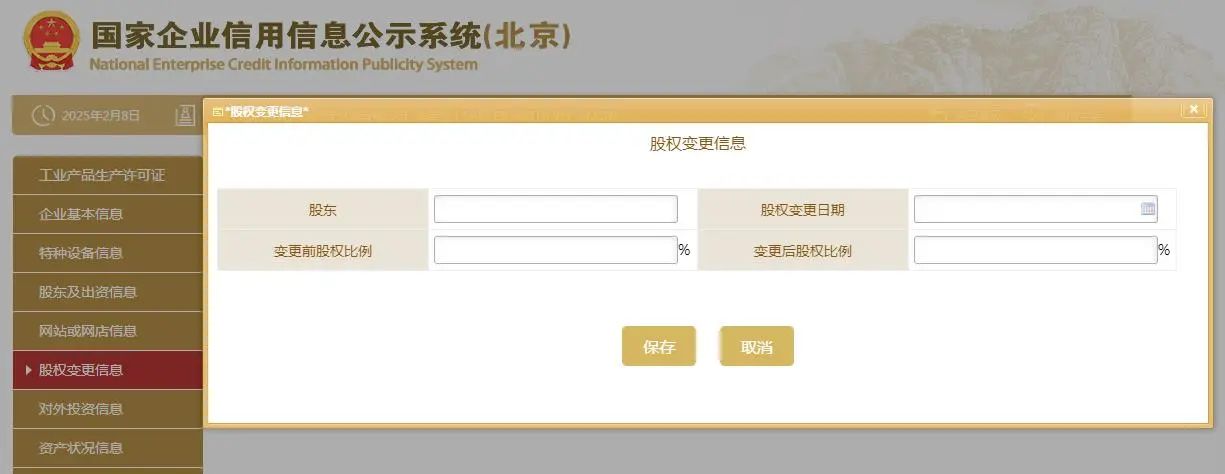 国家企业信用信息公示系统(北京)
National Enterprise Credit Information Publicity System
2025年2月8日
*股权变更信息*
股权变更信息
股东
股权变更日期
变更前股权比例 %
变更后股权比例 %
保存 取消
工业产品生产许可证
企业基本信息
特种设备信息
股东及出资信息
网站或网店信息
股权变更信息
对外投资信息
资产状况信息